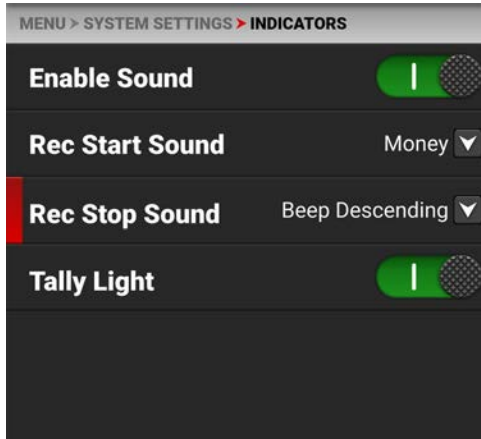 MENU > SYSTEM SETTINGS > INDICATORS
Enable Sound
Rec Start Sound Money
Rec Stop Sound Beep Descending
Tally Light